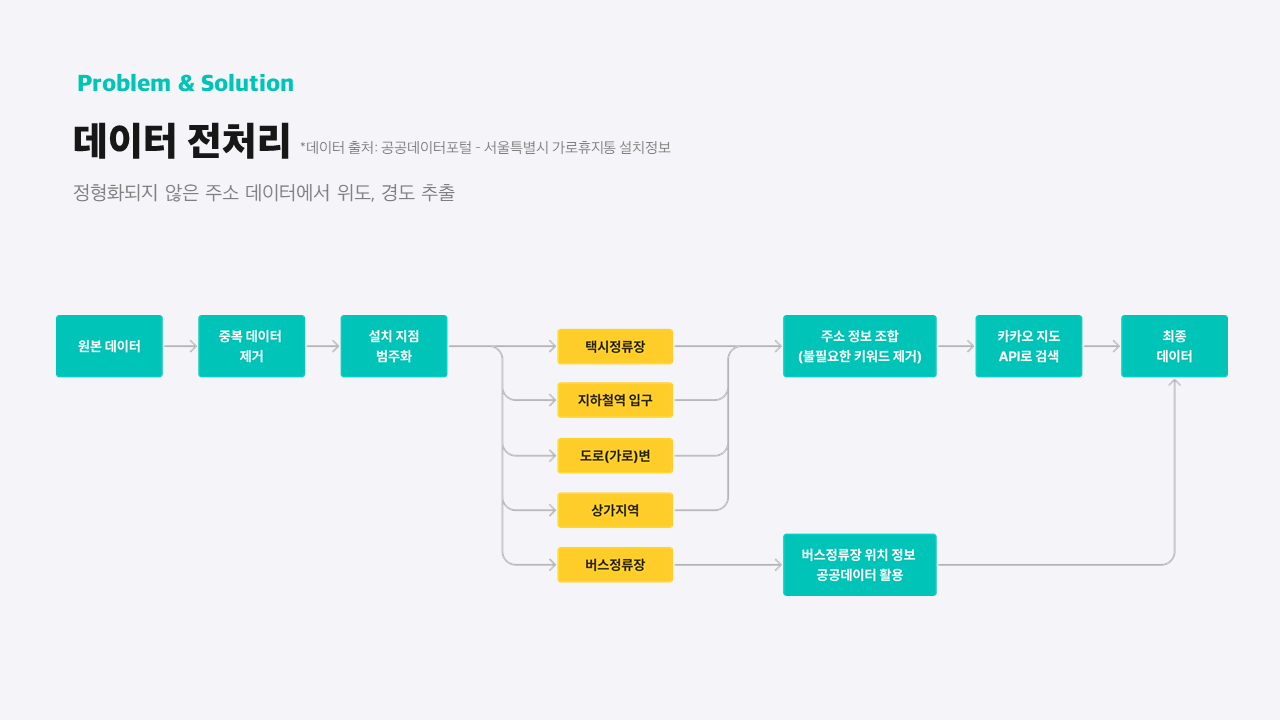 Problem & Solution
데이터 전처리 *데이터 출처: 공공데이터포털 - 서울특별시 가로휴지통 설치정보
정형화되지 않은 주소 데이터에서 위도, 경도 추출
원본 데이터
중복 데이터
제거
설치 지점
범주화
택시정류장
지하철역 입구
도로(가로)변
상가지역
버스정류장
주소 정보 조합
(불필요한 키워드 제거)
카카오 지도
API로 검색
최종
데이터
버스정류장 위치 정보
공공데이터 활용